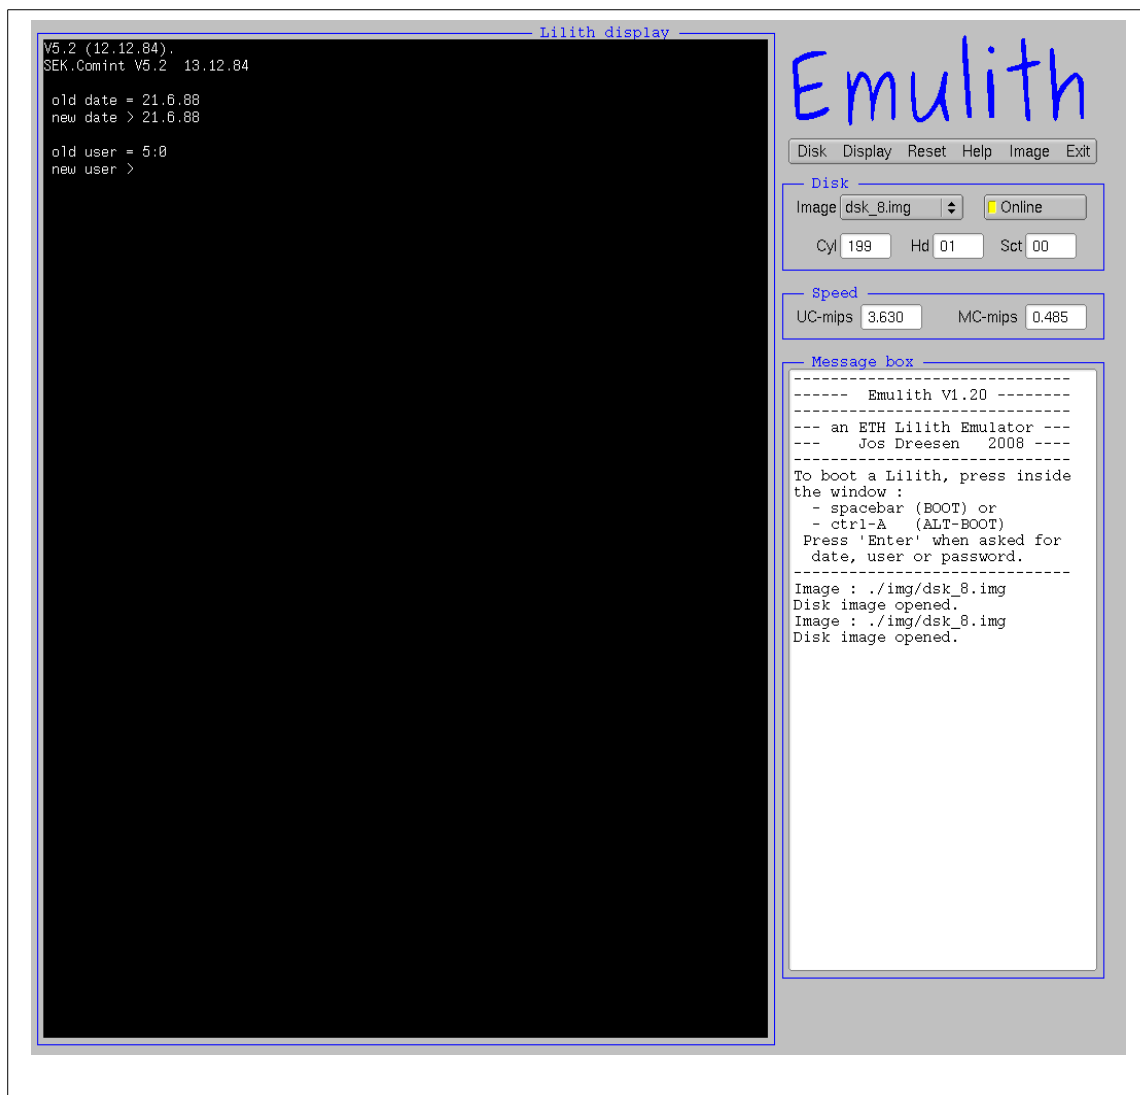 Lilith display
V5.2 (12.12.84).
SEK.Comint V5.2  13.12.84
old date = 21.6.88
new date > 21.6.88
old user = 5:0
new user >
Emulith
Disk Display Reset Help Image Exit
Disk
Image dsk_8.img Online
Cyl 199 Hd 01 Sct 00
Speed
UC-mips 3.630 MC-mips 0.485
Message box
------------------------------
------  Emulith V1.20 --------
------------------------------
--- an ETH Lilith Emulator ---
---    Jos Dreesen   2008 ----
------------------------------
To boot a Lilith, press inside
the window :
- spacebar (BOOT) or
- ctrl-A   (ALT-BOOT)
Press 'Enter' when asked for
date, user or password.
------------------------------
Image : ./img/dsk_8.img
Disk image opened.
Image : ./img/dsk_8.img
Disk image opened.